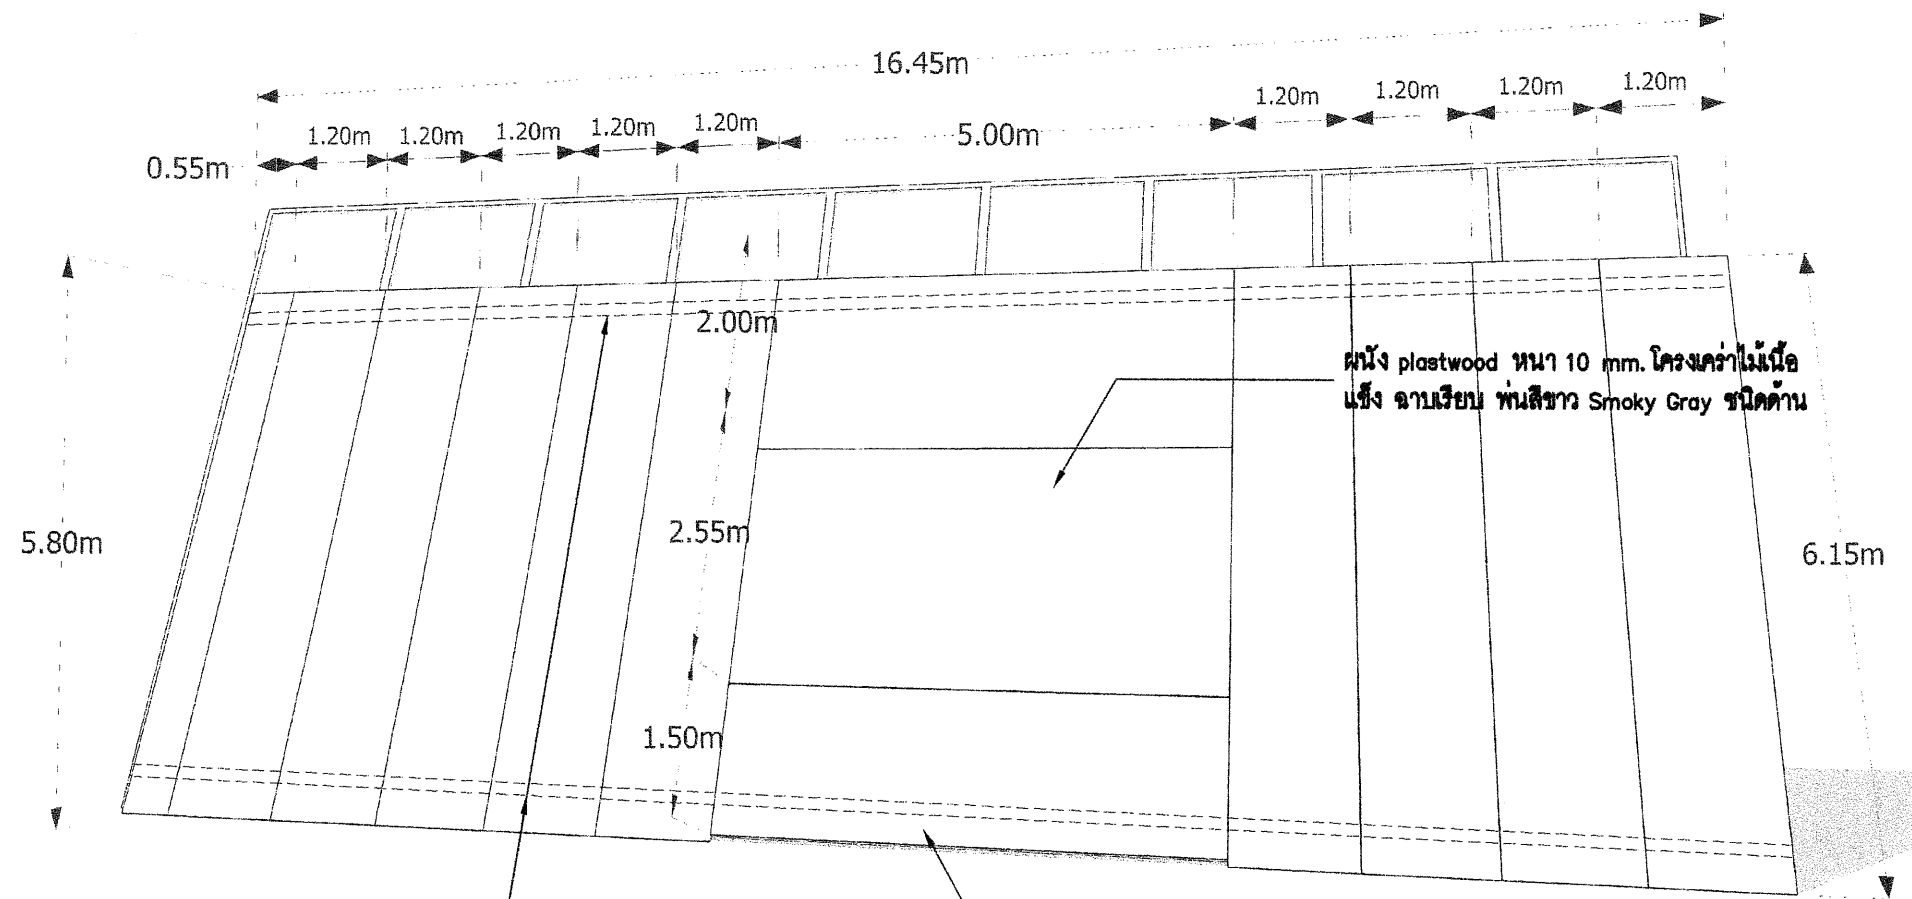 16.45m
1.20m 1.20m 1.20m 1.20m
1.20m 1.20m 1.20m 1.20m 1.20m 5.00m
0.55m
2.00m
ผนัง plastwood หนา 10 mm. โครงเคร่าไม้เนื้อ
แข็ง ฉาบเรียบ พ่นสีขาว Smoky Gray ชนิดด้าน
5.80m 2.55m 6.15m
1.50m